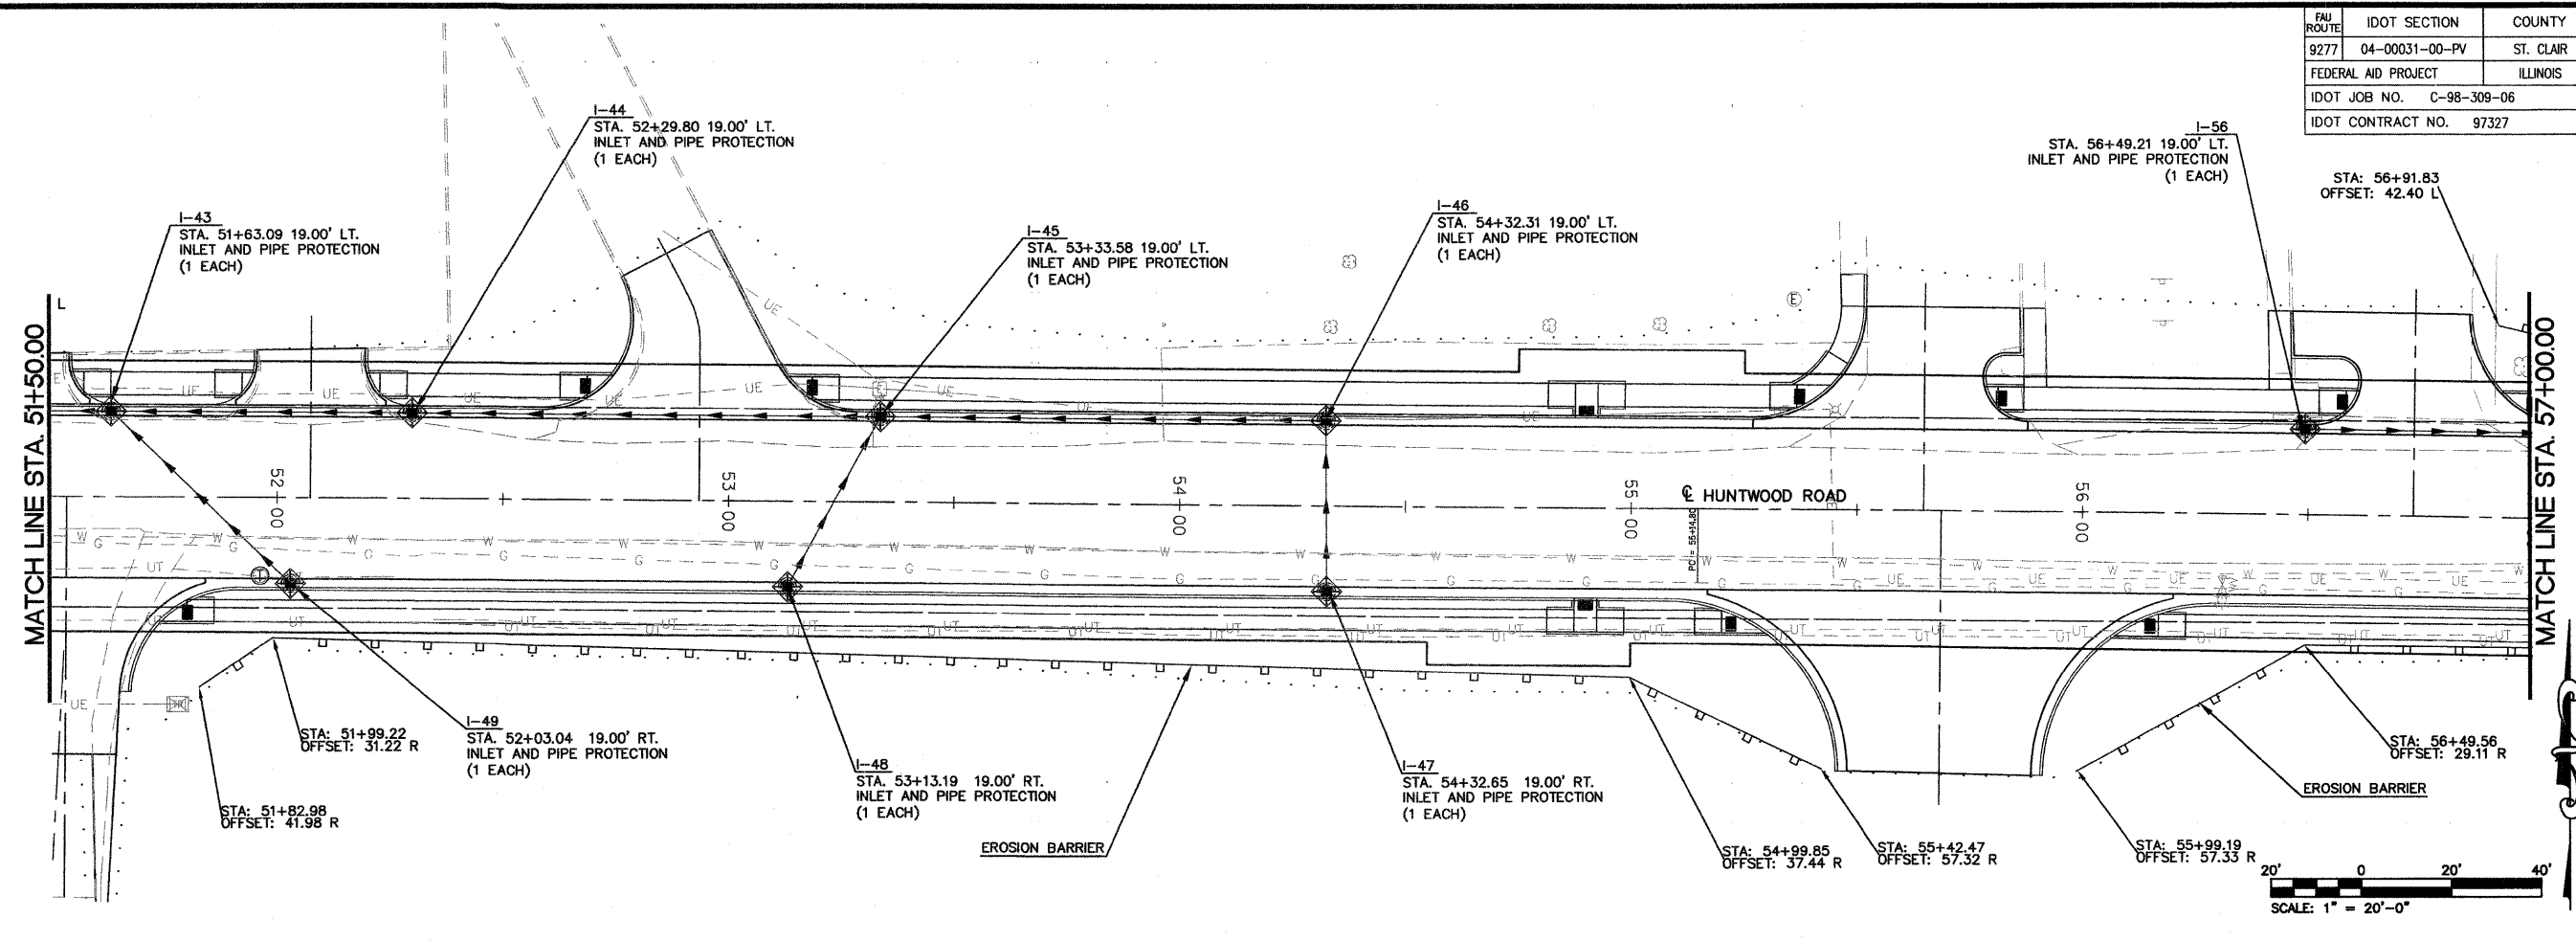 FAU ROUTE IDOT SECTION COUNTY
9277 04-00031-00-PV ST. CLAIR
FEDERAL AID PROJECT ILLINOIS
IDOT JOB NO. C-98-309-06
IDOT CONTRACT NO. 97327
I-44
STA. 52+29.80 19.00' LT.
INLET AND PIPE PROTECTION
(1 EACH)
I-56
STA. 56+49.21 19.00' LT.
INLET AND PIPE PROTECTION
(1 EACH)
STA: 56+91.83
OFFSET: 42.40 L
I-43
STA. 51+63.09 19.00' LT.
INLET AND PIPE PROTECTION
(1 EACH)
I-45
STA. 53+33.58 19.00' LT.
INLET AND PIPE PROTECTION
(1 EACH)
I-46
STA. 54+32.31 19.00' LT.
INLET AND PIPE PROTECTION
(1 EACH)
L
MATCH LINE STA. 51+50.00
MATCH LINE STA. 57+00.00
52+00
53+00
54+00
55+00
56+00
℄ HUNTWOOD ROAD
PC = 55+14.80
STA: 51+99.22
OFFSET: 31.22 R
I-49
STA. 52+03.04 19.00' RT.
INLET AND PIPE PROTECTION
(1 EACH)
STA: 51+82.98
OFFSET: 41.98 R
I-48
STA. 53+13.19 19.00' RT.
INLET AND PIPE PROTECTION
(1 EACH)
EROSION BARRIER
I-47
STA. 54+32.65 19.00' RT.
INLET AND PIPE PROTECTION
(1 EACH)
STA: 54+99.85
OFFSET: 37.44 R
STA: 55+42.47
OFFSET: 57.32 R
STA: 55+99.19
OFFSET: 57.33 R
STA: 56+49.56
OFFSET: 29.11 R
EROSION BARRIER
20' 0 20' 40'
SCALE: 1" = 20'-0"